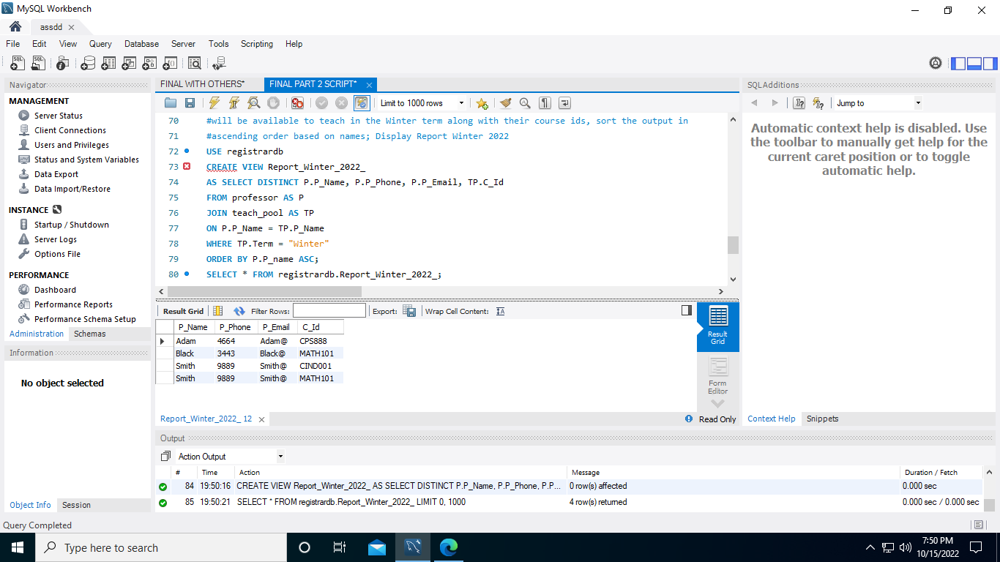 MySQL Workbench
assdd
File Edit View Query Database Server Tools Scripting Help
Navigator
MANAGEMENT
Server Status
Client Connections
Users and Privileges
Status and System Variables
Data Export
Data Import/Restore
INSTANCE
Startup / Shutdown
Server Logs
Options File
PERFORMANCE
Dashboard
Performance Reports
Performance Schema Setup
Administration Schemas
Information
No object selected
Object Info Session
FINAL WITH OTHERS* FINAL PART 2 SCRIPT*
Limit to 1000 rows
70 #will be available to teach in the Winter term along with their course ids, sort the output in
71 #ascending order based on names; Display Report Winter 2022
72 USE registrardb
73 CREATE VIEW Report_Winter_2022_
74 AS SELECT DISTINCT P.P_Name, P.P_Phone, P.P_Email, TP.C_Id
75 FROM professor AS P
76 JOIN teach_pool AS TP
77 ON P.P_Name = TP.P_Name
78 WHERE TP.Term = "Winter"
79 ORDER BY P.P_name ASC;
80 SELECT * FROM registrardb.Report_Winter_2022_;
Result Grid Filter Rows: Export: Wrap Cell Content:
P_Name P_Phone P_Email C_Id
Adam 4664 Adam@ CPS888
Black 3443 Black@ MATH101
Smith 9889 Smith@ CIND001
Smith 9889 Smith@ MATH101
Result
Grid
Form
Editor
Report_Winter_2022_ 12
Read Only
SQLAdditions
Jump to
Automatic context help is disabled. Use
the toolbar to manually get help for the
current caret position or to toggle
automatic help.
Context Help Snippets
Output
Action Output
# Time Action Message Duration / Fetch
84 19:50:16 CREATE VIEW Report_Winter_2022_ AS SELECT DISTINCT P.P_Name, P.P_Phone, P.P... 0 row(s) affected 0.000 sec
85 19:50:21 SELECT * FROM registrardb.Report_Winter_2022_ LIMIT 0, 1000 4 row(s) returned 0.000 sec / 0.000 sec
Query Completed
Type here to search
7:50 PM
10/15/2022